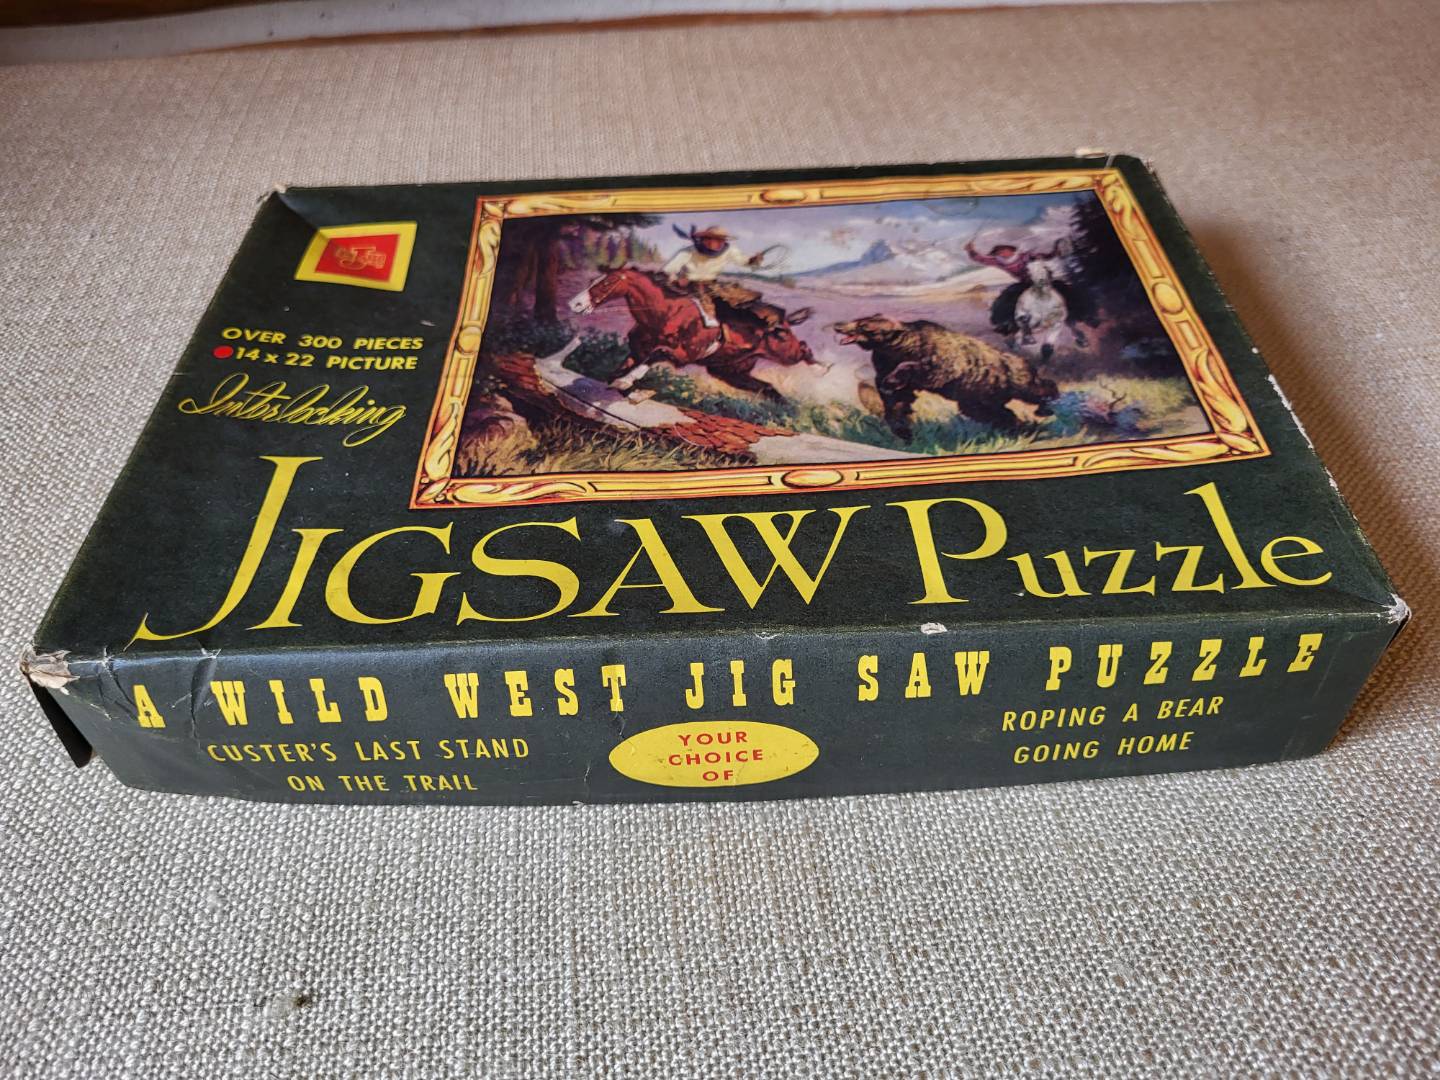 OVER 300 PIECES
14 x 22 PICTURE
Interlocking
JIGSAW PUzzle
A WILD WEST JIG SAW PUZZLE
CUSTER'S LAST STAND
ON THE TRAIL
YOUR
CHOICE
OF
ROPING A BEAR
GOING HOME